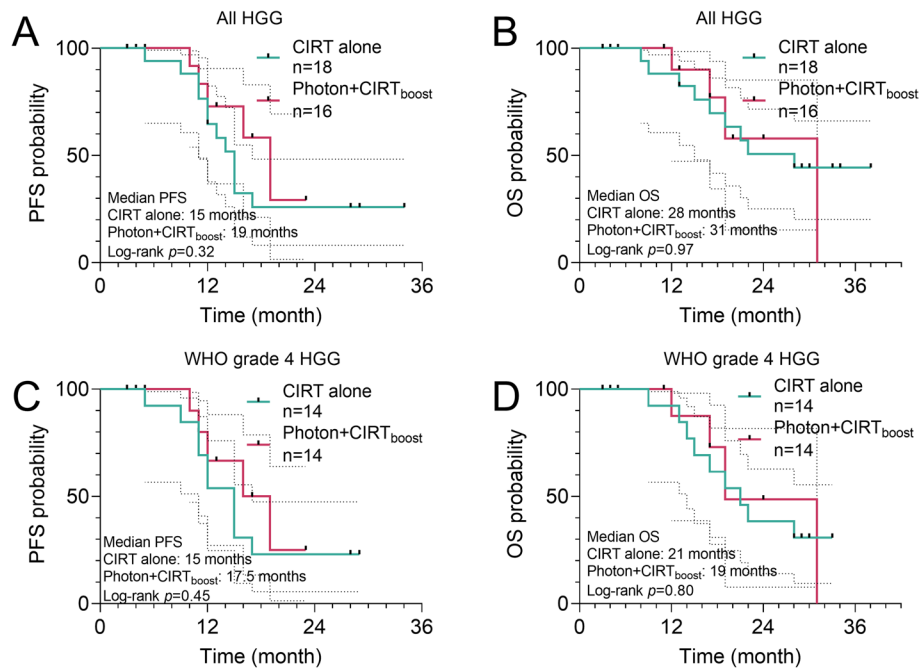 A
All HGG
PFS probability
100
50
0
CIRT alone
n=18
Photon+CIRTboost
n=16
Median PFS
CIRT alone: 15 months
Photon+CIRTboost: 19 months
Log-rank p=0.32
0 12 24 36
Time (month)
B
All HGG
OS probability
100
50
0
CIRT alone
n=18
Photon+CIRTboost
n=16
Median OS
CIRT alone: 28 months
Photon+CIRTboost: 31 months
Log-rank p=0.97
0 12 24 36
Time (month)
C
WHO grade 4 HGG
PFS probability
100
50
0
CIRT alone
n=14
Photon+CIRTboost
n=14
Median PFS
CIRT alone: 15 months
Photon+CIRTboost: 17.5 months
Log-rank p=0.45
0 12 24 36
Time (month)
D
WHO grade 4 HGG
OS probability
100
50
0
CIRT alone
n=14
Photon+CIRTboost
n=14
Median OS
CIRT alone: 21 months
Photon+CIRTboost: 19 months
Log-rank p=0.80
0 12 24 36
Time (month)